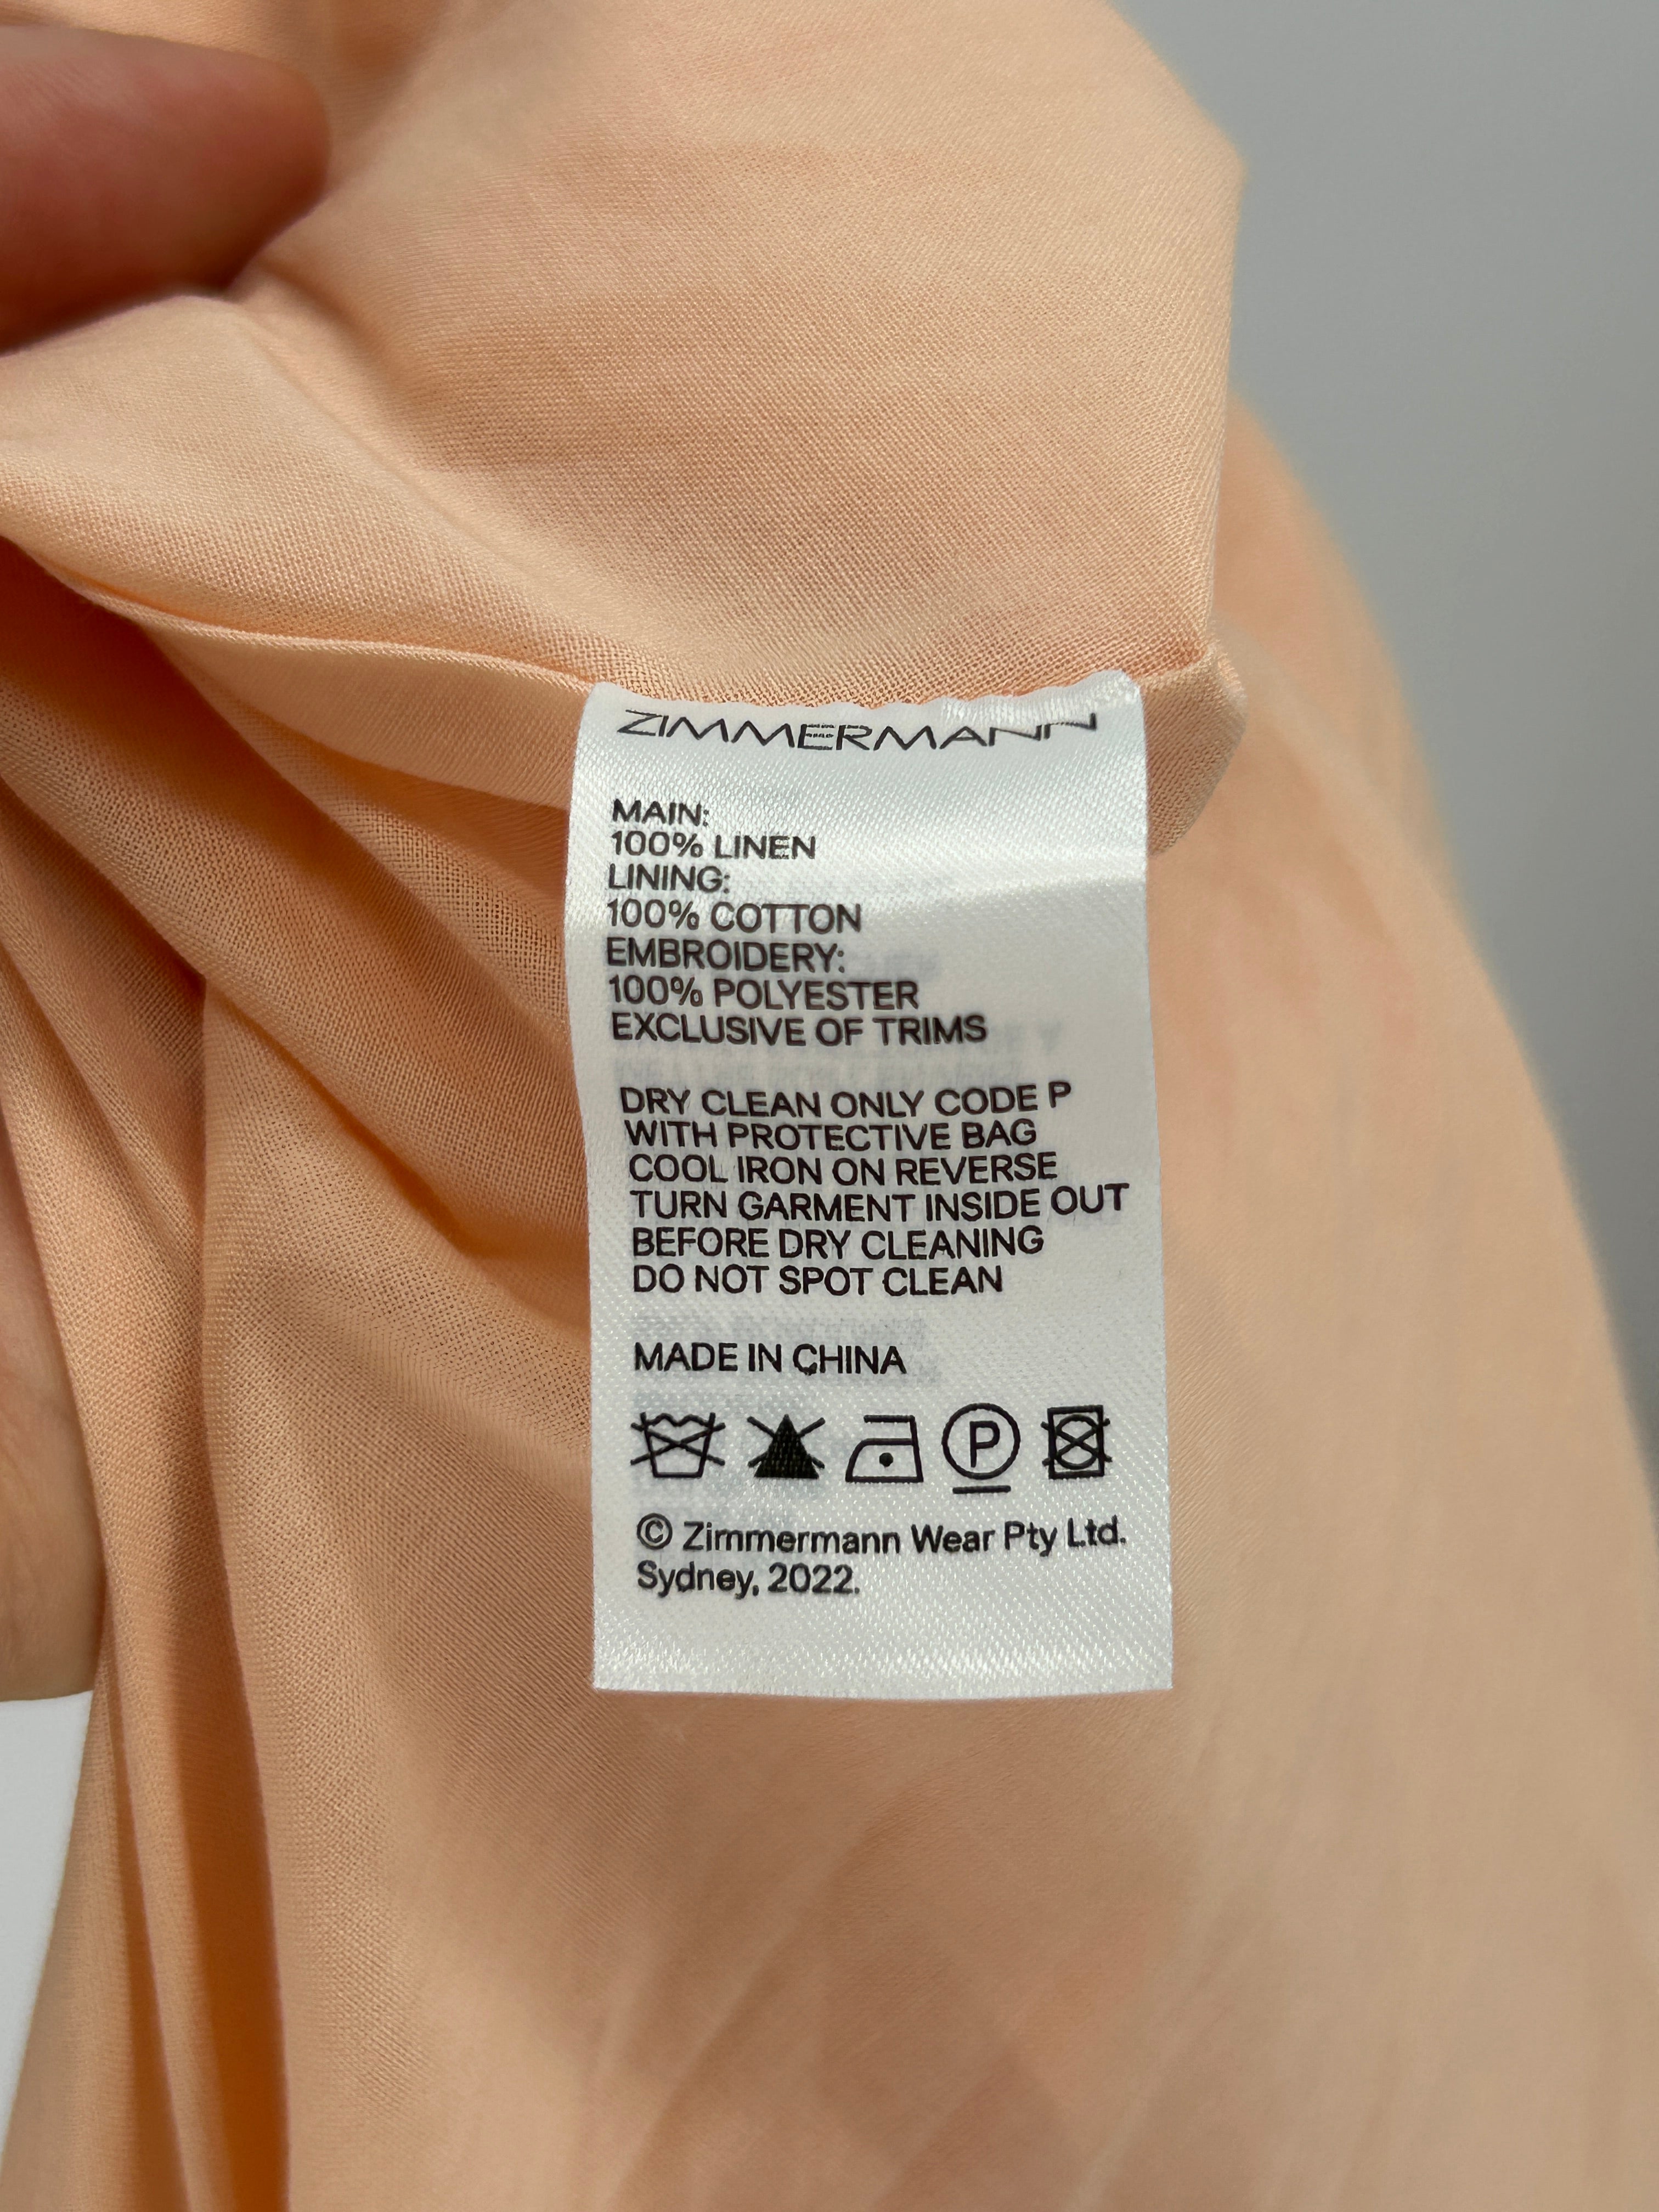 ZIMMERMANN
MAIN:
100% LINEN
LINING:
100% COTTON
EMBROIDERY:
100% POLYESTER
EXCLUSIVE OF TRIMS
DRY CLEAN ONLY CODE P
WITH PROTECTIVE BAG
COOL IRON ON REVERSE
TURN GARMENT INSIDE OUT
BEFORE DRY CLEANING
DO NOT SPOT CLEAN
MADE IN CHINA
P
© Zimmermann Wear Pty Ltd.
Sydney, 2022.